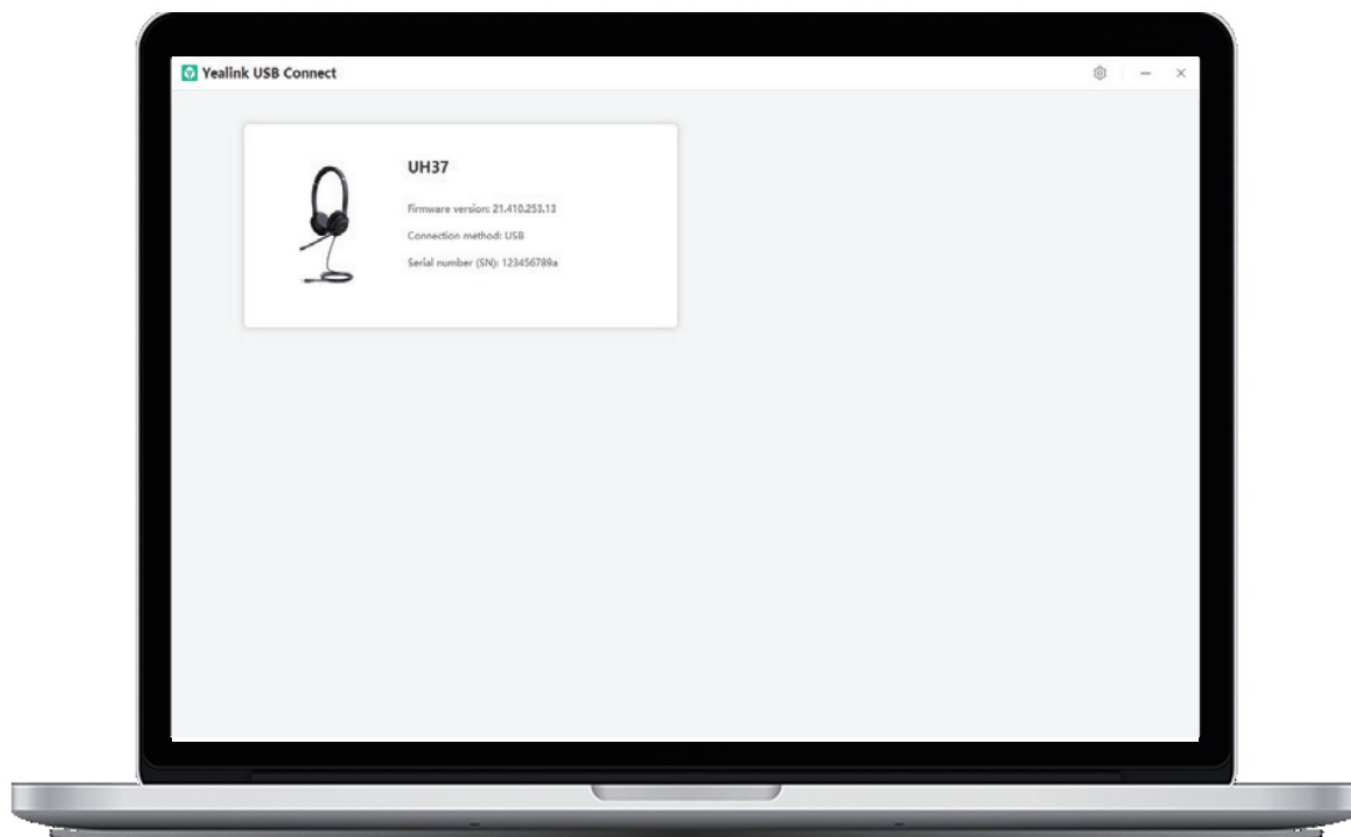 Yealink USB Connect
UH37
Firmware version: 21.410.253.13
Connection method: USB
Serial number (SN): 123456789a